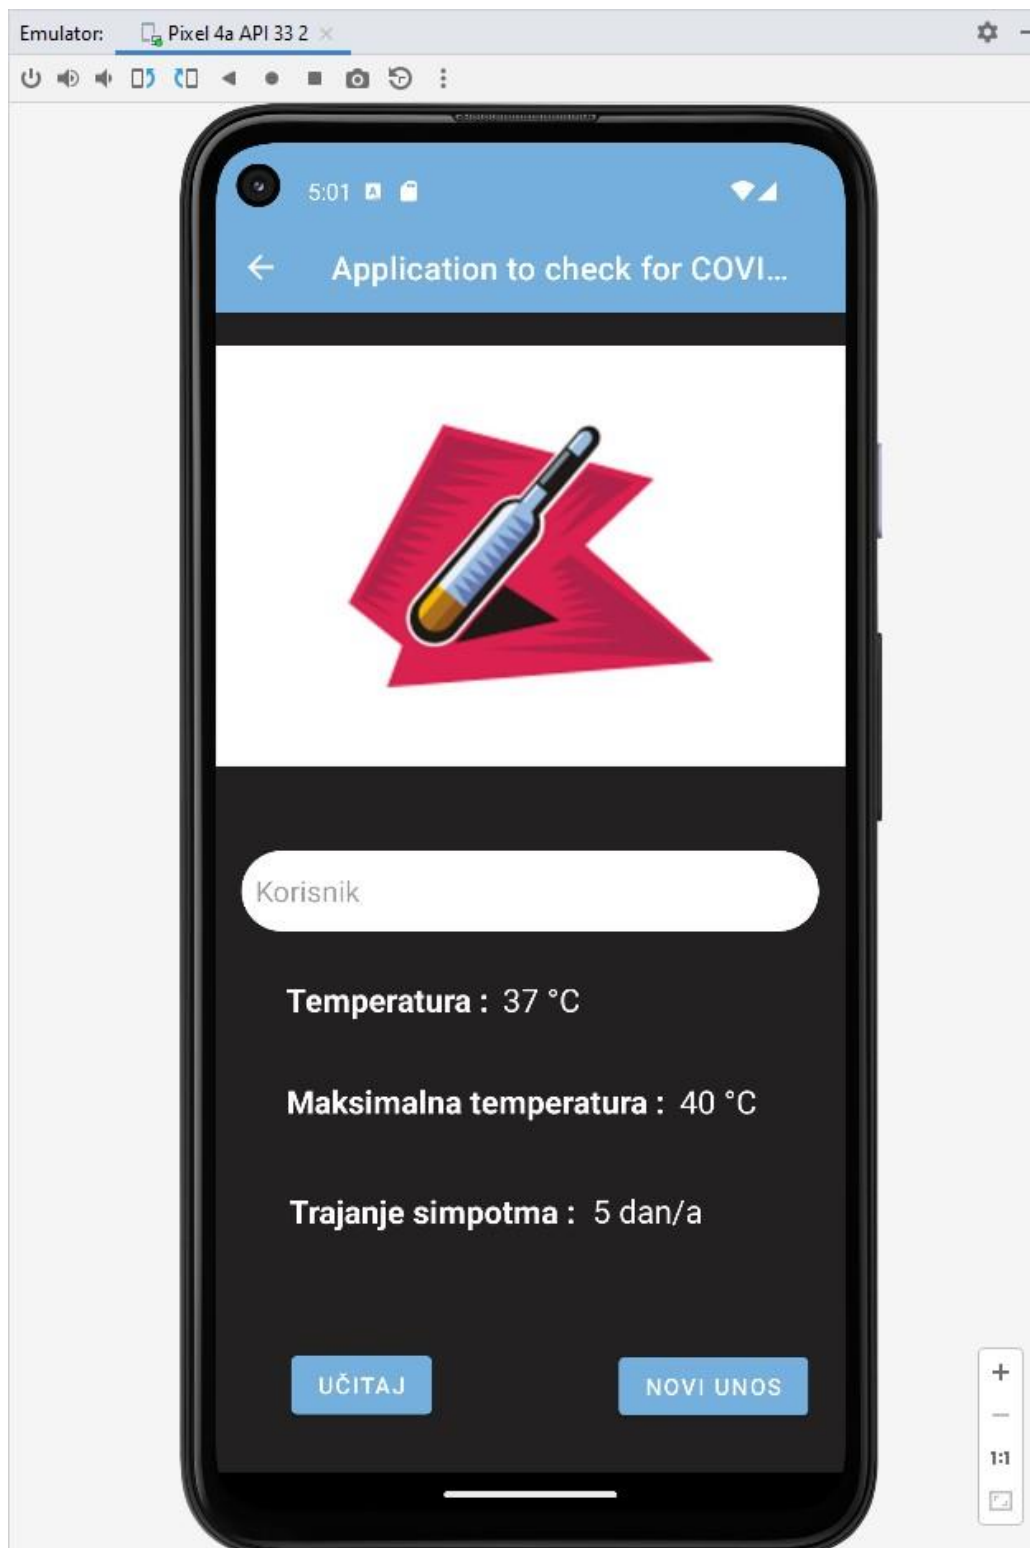 Emulator: Pixel 4a API 33 2
5:01
Application to check for COVI...
Korisnik
Temperatura : 37 °C
Maksimalna temperatura : 40 °C
Trajanje simpotma : 5 dan/a
UČITAJ NOVI UNOS
1:1